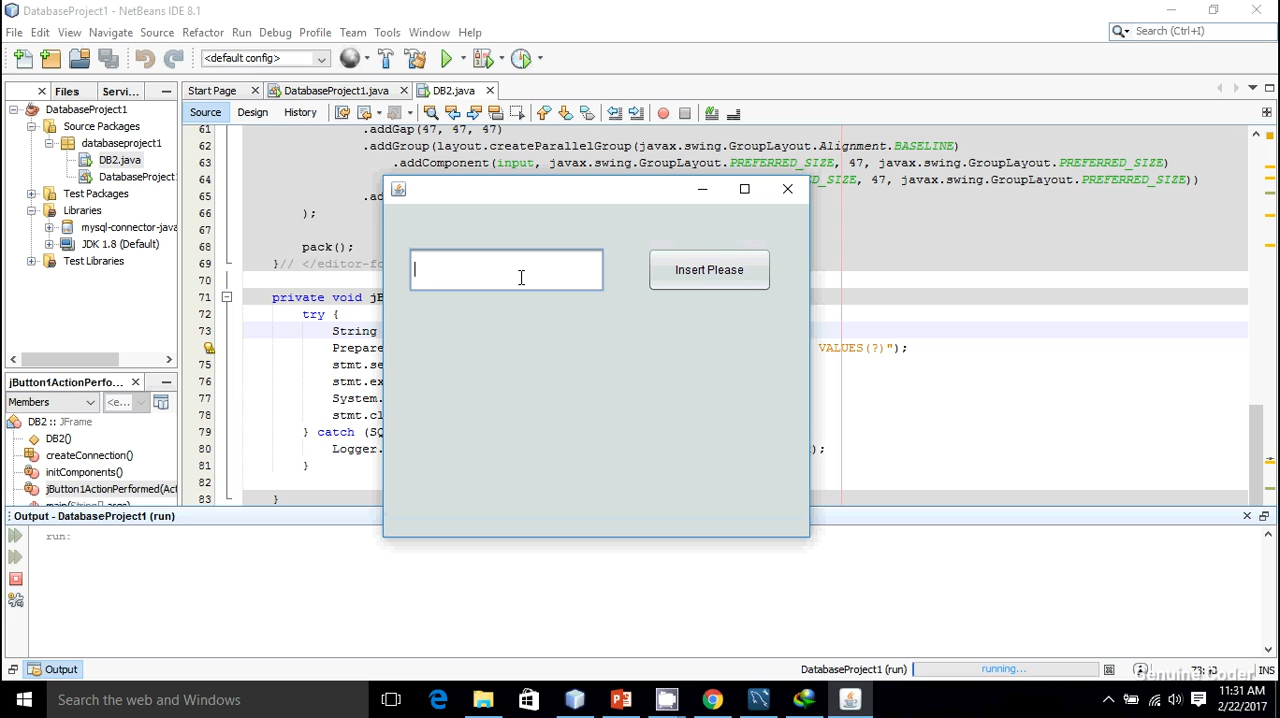 DatabaseProject1 - NetBeans IDE 8.1
File Edit View Navigate Source Refactor Run Debug Profile Team Tools Window Help
Search (Ctrl+I)
<default config>
Files Servi...
Start Page DatabaseProject1.java DB2.java
Source Design History
DatabaseProject1
Source Packages
databaseproject1
DB2.java
DatabaseProject1
Test Packages
Libraries
mysql-connector-java
JDK 1.8 (Default)
Test Libraries
61 .addGap(47, 47, 47)
62 .addGroup(layout.createParallelGroup(javax.swing.GroupLayout.Alignment.BASELINE)
63 .addComponent(input, javax.swing.GroupLayout.PREFERRED_SIZE, 47, javax.swing.GroupLayout.PREFERRED_SIZE)
64 D_SIZE, 47, javax.swing.GroupLayout.PREFERRED_SIZE))
65 .ad
66 );
67
68 pack();
69 }// </editor-fo
70
71 private void jB
72 try {
73 String
Prepare VALUES(?)");
75 stmt.se
76 stmt.ex
77 System.
78 stmt.cl
79 } catch (SQ
80 Logger. );
81 }
82
83 }
Insert Please
jButton1ActionPerfo...
Members <e...
DB2 :: JFrame
DB2()
createConnection()
initComponents()
jButton1ActionPerformed(Act
main(String[] args)
Output - DatabaseProject1 (run)
run:
Output
DatabaseProject1 (run) running... INS
Genuine Coder
Search the web and Windows
11:31 AM
2/22/2017